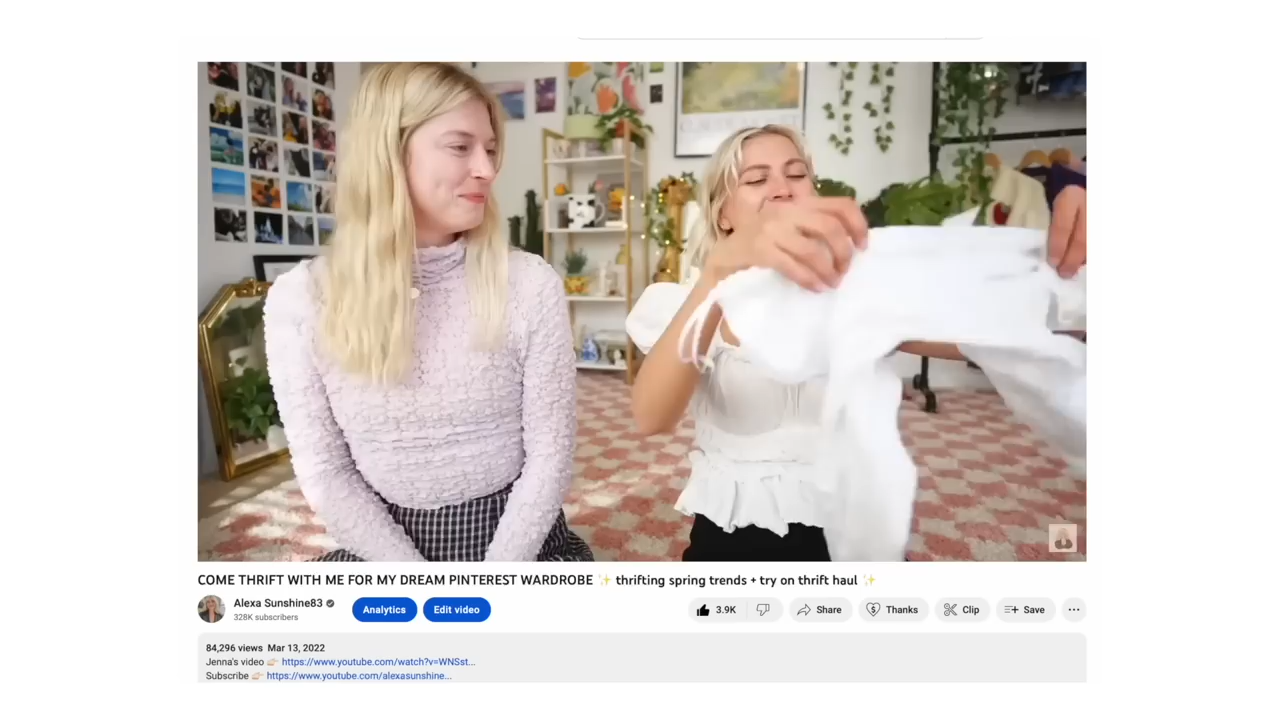 COME THRIFT WITH ME FOR MY DREAM PINTEREST WARDROBE ✨ thrifting spring trends + try on thrift haul ✨
Alexa Sunshine83
328K subscribers
Analytics
Edit video
3.9K
Share
Thanks
Clip
Save
84,296 views Mar 13, 2022
Jenna's video 👉🏻 https://www.youtube.com/watch?v=WNSst...
Subscribe 👉🏻 https://www.youtube.com/alexasunshine...